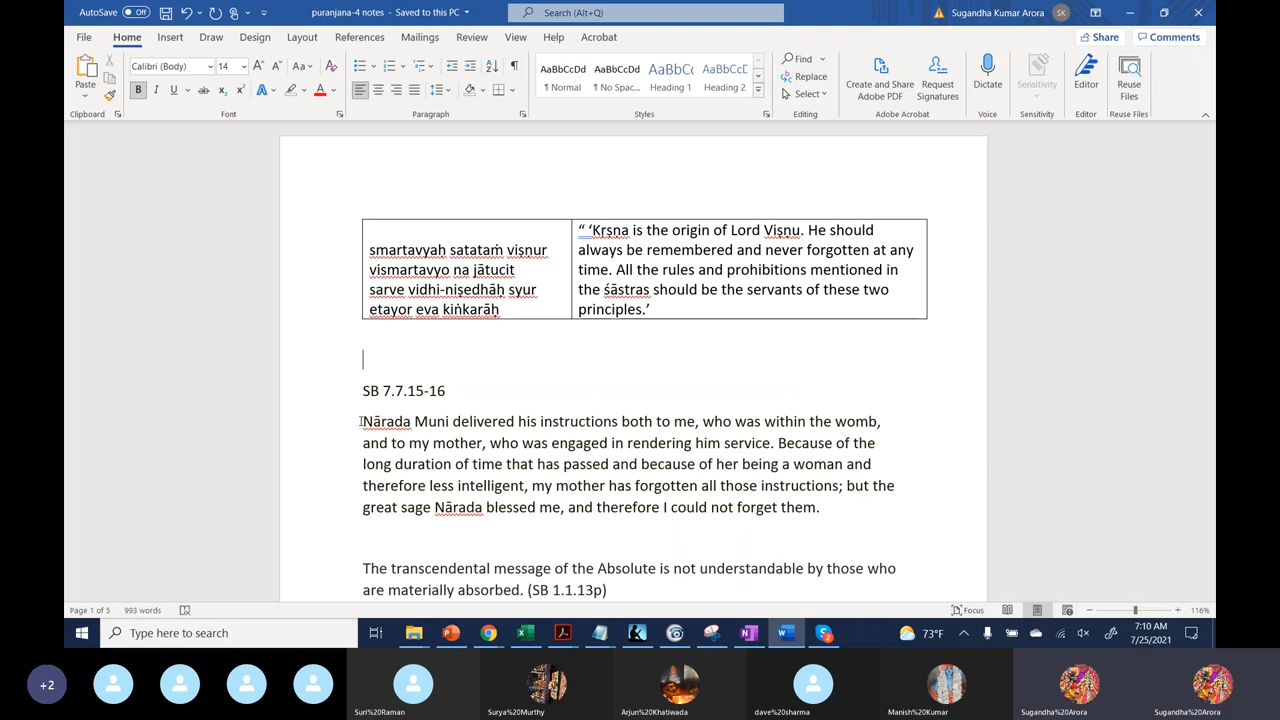 AutoSave Off puranjana-4 notes - Saved to this PC Search (Alt+Q) Sugandha Kumar Arora SK
File Home Insert Draw Design Layout References Mailings Review View Help Acrobat Share Comments
Paste Calibri (Body) 14 AaBbCcDd AaBbCcDd AaBbCc AaBbCcD Find Replace Select Create and Share Adobe PDF Request Signatures Dictate Sensitivity Editor Reuse Files
¶ Normal ¶ No Spac... Heading 1 Heading 2
Clipboard Font Paragraph Styles Editing Adobe Acrobat Voice Sensitivity Editor Reuse Files
smartavyaḥ satataṁ viṣṇur
vismartavyo na jātucit
sarve vidhi-niṣedhāḥ syur
etayor eva kiṅkarāḥ
“ ‘Kṛṣṇa is the origin of Lord Viṣṇu. He should
always be remembered and never forgotten at any
time. All the rules and prohibitions mentioned in
the śāstras should be the servants of these two
principles.’
SB 7.7.15-16
Nārada Muni delivered his instructions both to me, who was within the womb,
and to my mother, who was engaged in rendering him service. Because of the
long duration of time that has passed and because of her being a woman and
therefore less intelligent, my mother has forgotten all those instructions; but the
great sage Nārada blessed me, and therefore I could not forget them.
The transcendental message of the Absolute is not understandable by those who
are materially absorbed. (SB 1.1.13p)
Page 1 of 5 993 words Focus 116%
Type here to search 73°F 7:10 AM
7/25/2021
+2
Suri%20Raman Surya%20Murthy Arjun%20Khatiwada dave%20sharma Manish%20Kumar Sugandha%20Arora Sugandha%20Arora